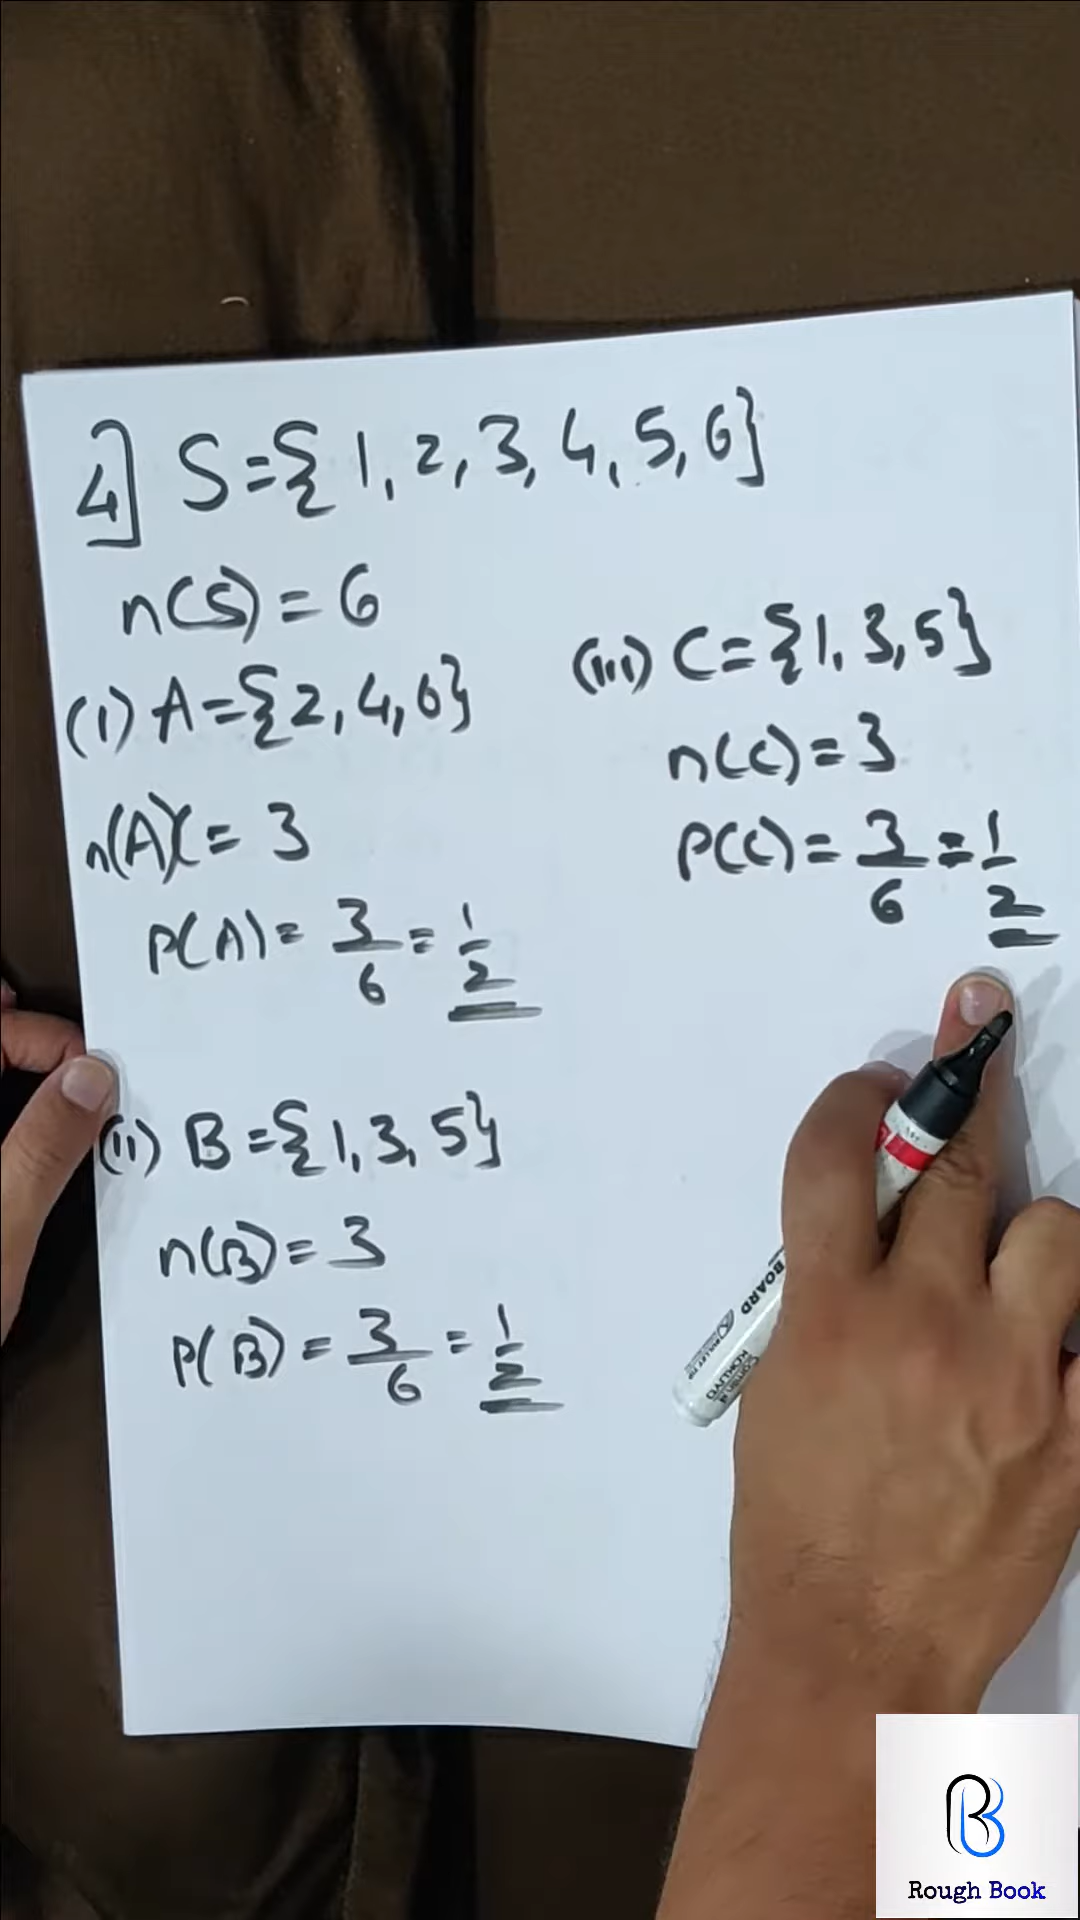 4] S={1, 2, 3, 4, 5, 6}
n(S) = 6
(i) A={2, 4, 6}
n(A)(= 3
P(A) = 3/6 = 1/2
(ii) B={1, 3, 5}
n(B) = 3
P(B) = 3/6 = 1/2
(iii) C={1, 3, 5}
n(C) = 3
P(C) = 3/6 = 1/2
BOARD
KOKUYO
Rough Book